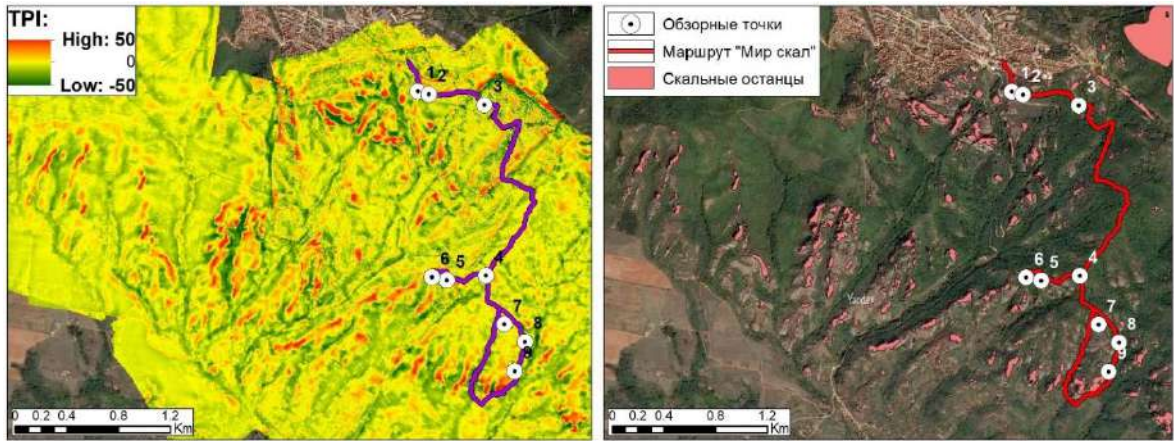 TPI:
High: 50
0
Low: -50
1 2
3
4
5
6
7
8
9
0 0.2 0.4 0.8 1.2
Km
Обзорные точки
Маршрут "Мир скал"
Скальные останцы
1 2
3
4
5
6
7
8
9
Yandex
0 0.2 0.4 0.8 1.2
Km